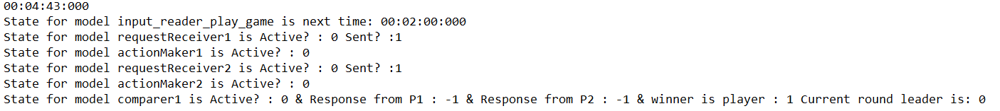 00:04:43:000
State for model input_reader_play_game is next time: 00:02:00:000
State for model requestReceiver1 is Active? : 0 Sent? :1
State for model actionMaker1 is Active? : 0
State for model requestReceiver2 is Active? : 0 Sent? :1
State for model actionMaker2 is Active? : 0
State for model comparer1 is Active? : 0 & Response from P1 : -1 & Response from P2 : -1 & winner is player : 1 Current round leader is: 0